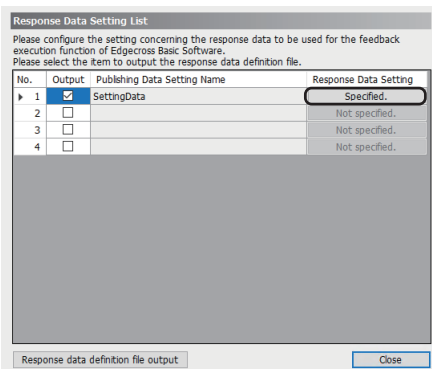 Response Data Setting List
Please configure the setting concerning the response data to be used for the feedback
execution function of Edgecross Basic Software.
Please select the item to output the response data definition file.
No. Output Publishing Data Setting Name Response Data Setting
1 SettingData Specified.
2 Not specified.
3 Not specified.
4 Not specified.
Response data definition file output Close